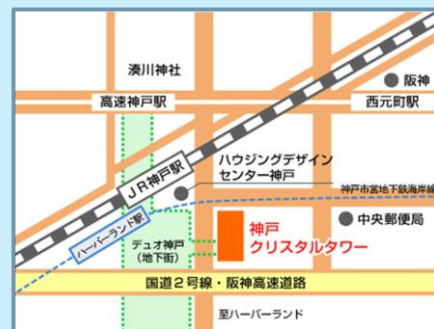 湊川神社
阪神
高速神戸駅
西元町駅
ハウジングデザイン
センター神戸
JR神戸駅
神戸市営地下鉄海岸線
ハーバーランド駅
デュオ神戸
(地下街)
神戸
クリスタルタワー
中央郵便局
国道2号線・阪神高速道路
至ハーバーランド